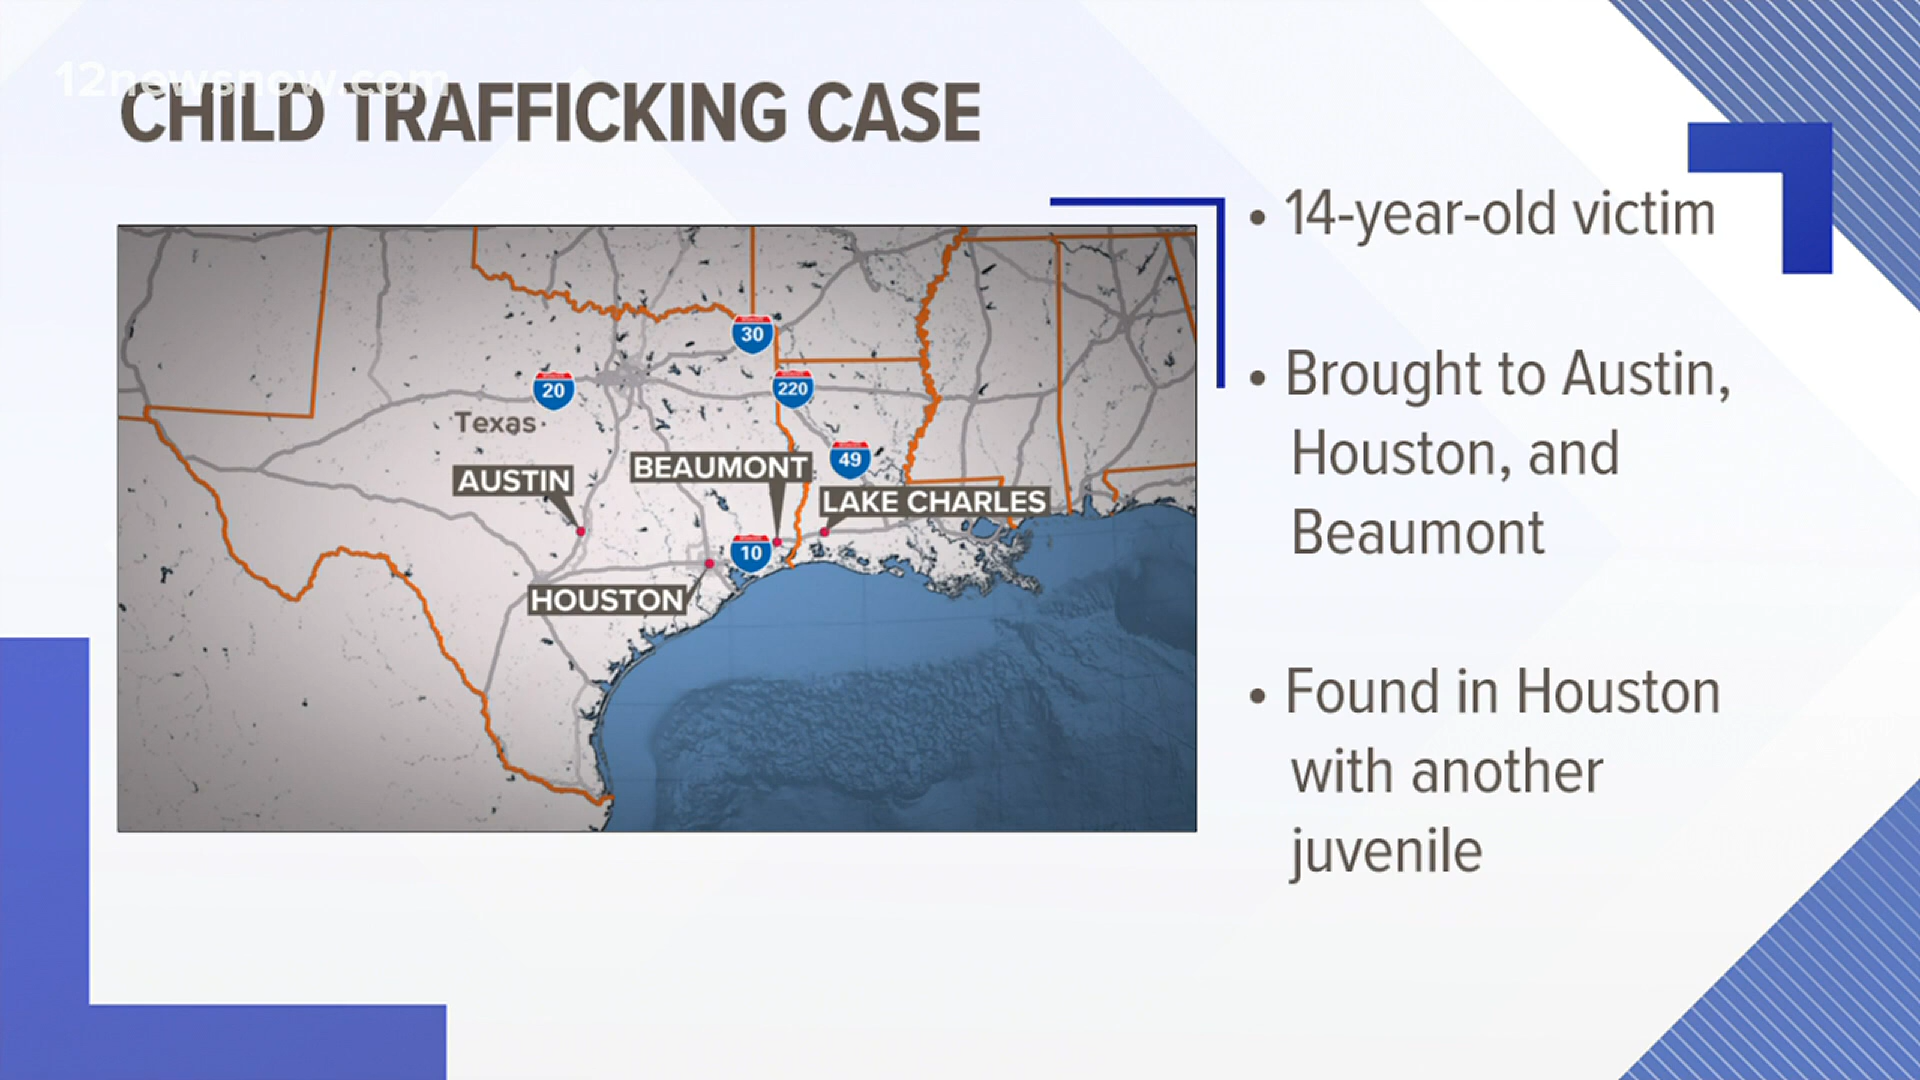 12newsnow.com
CHILD TRAFFICKING CASE
30
20
220
Texas
49
BEAUMONT
AUSTIN
LAKE CHARLES
10
HOUSTON
• 14-year-old victim
• Brought to Austin,
Houston, and
Beaumont
• Found in Houston
with another
juvenile